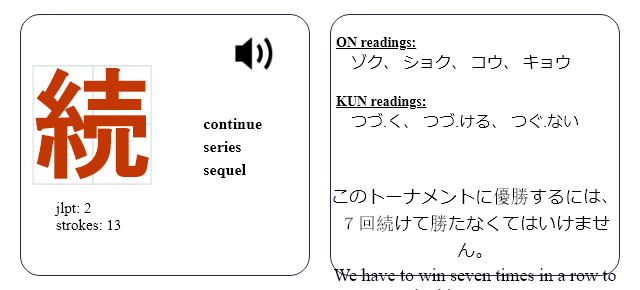 続
continue
series
sequel
jlpt: 2
strokes: 13
ON readings:
ゾク、 ショク、 コウ、 キョウ
KUN readings:
つづ.く、 つづ.ける、 つぐ.ない
このトーナメントに優勝するには、
７回続けて勝たなくてはいけませ
ん。
We have to win seven times in a row to